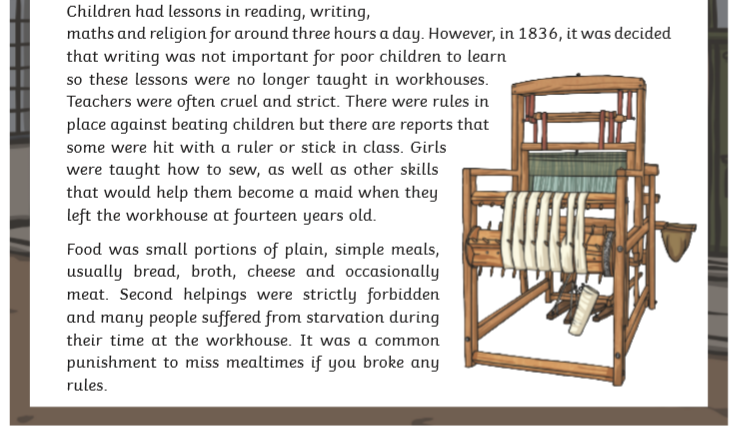 Children had lessons in reading, writing,
maths and religion for around three hours a day. However, in 1836, it was decided
that writing was not important for poor children to learn
so these lessons were no longer taught in workhouses.
Teachers were often cruel and strict. There were rules in
place against beating children but there are reports that
some were hit with a ruler or stick in class. Girls
were taught how to sew, as well as other skills
that would help them become a maid when they
left the workhouse at fourteen years old.
Food was small portions of plain, simple meals,
usually bread, broth, cheese and occasionally
meat. Second helpings were strictly forbidden
and many people suffered from starvation during
their time at the workhouse. It was a common
punishment to miss mealtimes if you broke any
rules.